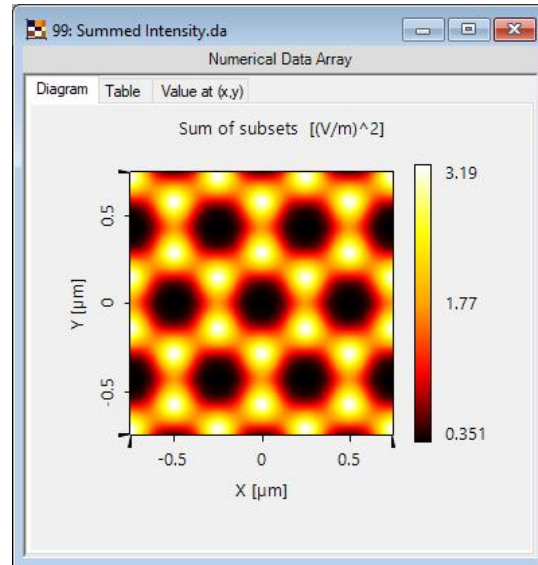 99: Summed Intensity.da
Numerical Data Array
Diagram Table Value at (x,y)
Sum of subsets [(V/m)^2]
3.19
1.77
0.351
Y [µm]
0.5
0
-0.5
-0.5 0 0.5
X [µm]